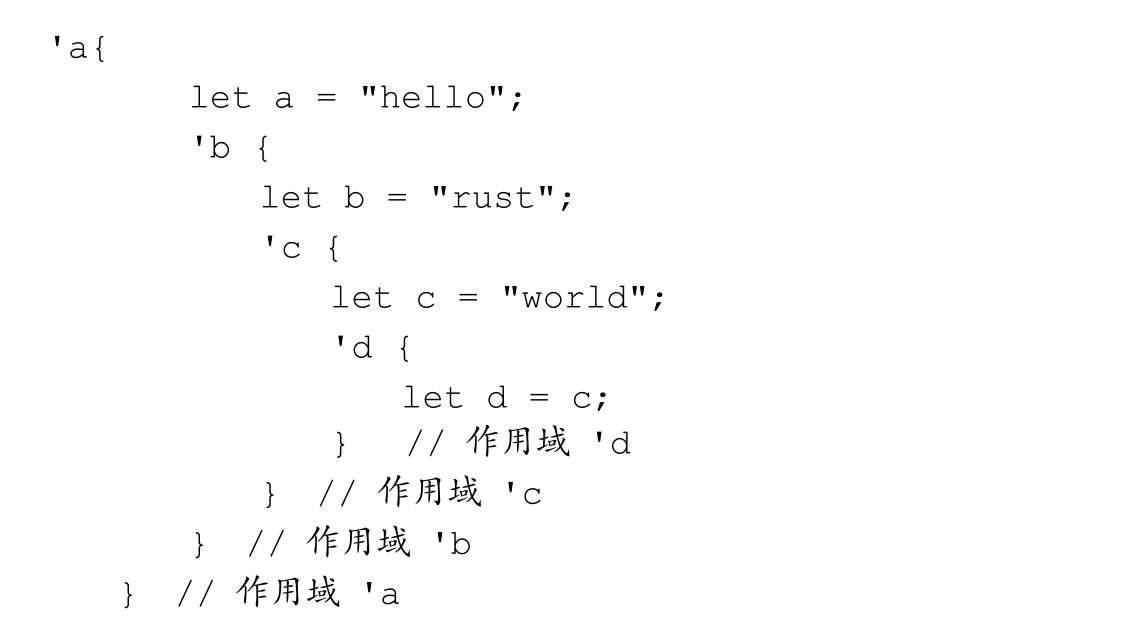 'a{
let a = "hello";
'b {
let b = "rust";
'c {
let c = "world";
'd {
let d = c;
} // 作用域 'd
} // 作用域 'c
} // 作用域 'b
} // 作用域 'a